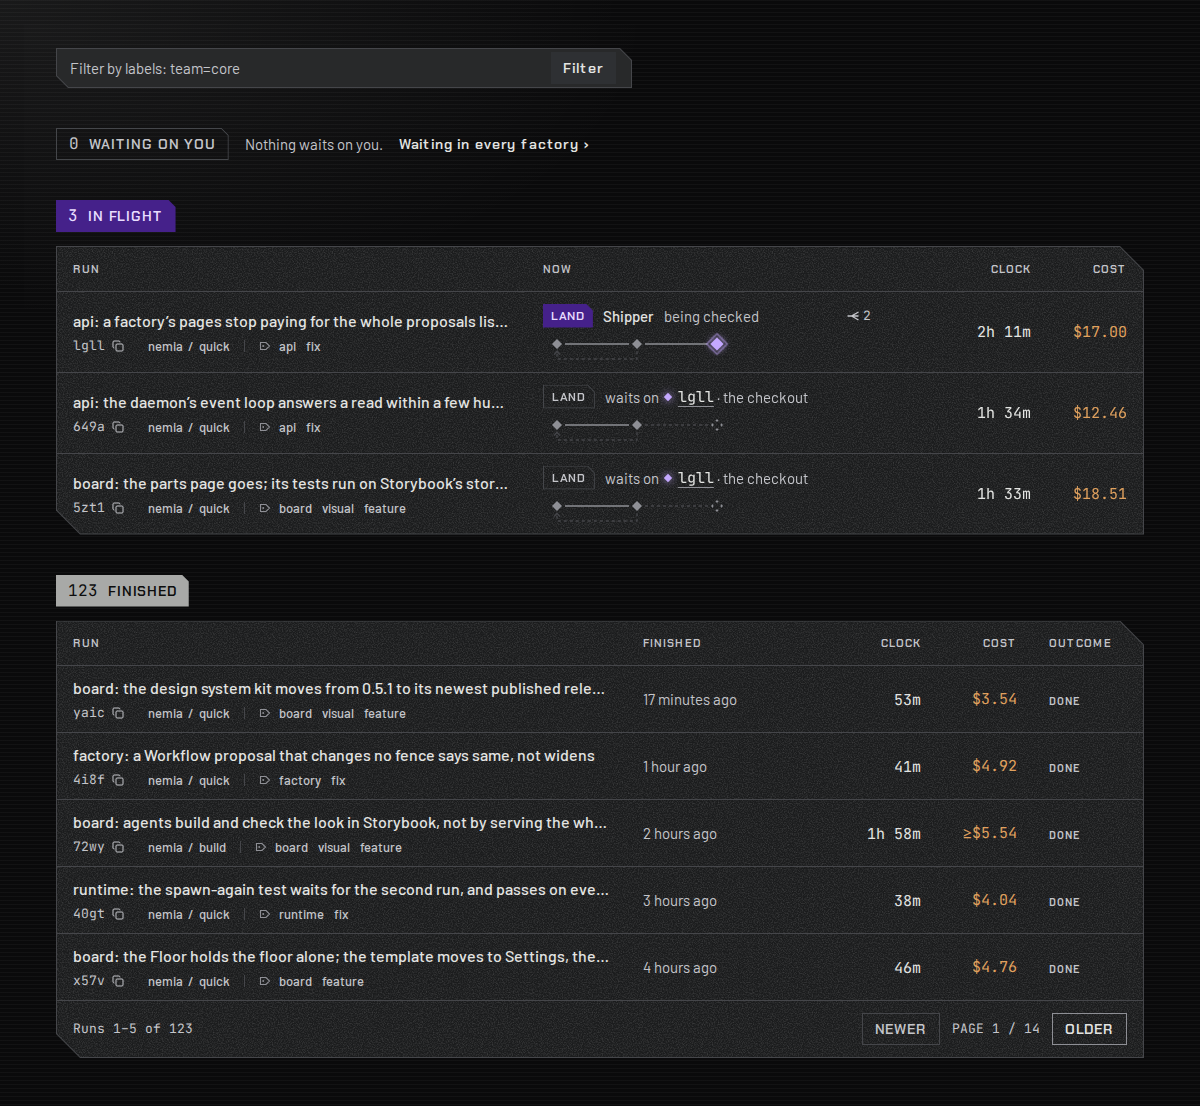 Filter by labels: team=core Filter
0 WAITING ON YOU Nothing waits on you. Waiting in every factory ›
3 IN FLIGHT
RUN NOW CLOCK COST
api: a factory’s pages stop paying for the whole proposals lis…
LAND Shipper being checked 2
2h 11m $17.00
lgll nemla / quick api fix
api: the daemon’s event loop answers a read within a few hu…
LAND waits on lgll · the checkout
1h 34m $12.46
649a nemla / quick api fix
board: the parts page goes; its tests run on Storybook’s stor…
LAND waits on lgll · the checkout
1h 33m $18.51
5zt1 nemla / quick board visual feature
123 FINISHED
RUN FINISHED CLOCK COST OUTCOME
board: the design system kit moves from 0.5.1 to its newest published rele…
17 minutes ago 53m $3.54 DONE
yaic nemla / quick board visual feature
factory: a Workflow proposal that changes no fence says same, not widens
1 hour ago 41m $4.92 DONE
4i8f nemla / quick factory fix
board: agents build and check the look in Storybook, not by serving the wh…
2 hours ago 1h 58m ≥$5.54 DONE
72wy nemla / build board visual feature
runtime: the spawn-again test waits for the second run, and passes on eve…
3 hours ago 38m $4.04 DONE
40gt nemla / quick runtime fix
board: the Floor holds the floor alone; the template moves to Settings, the…
4 hours ago 46m $4.76 DONE
x57v nemla / quick board feature
Runs 1–5 of 123 NEWER PAGE 1 / 14 OLDER